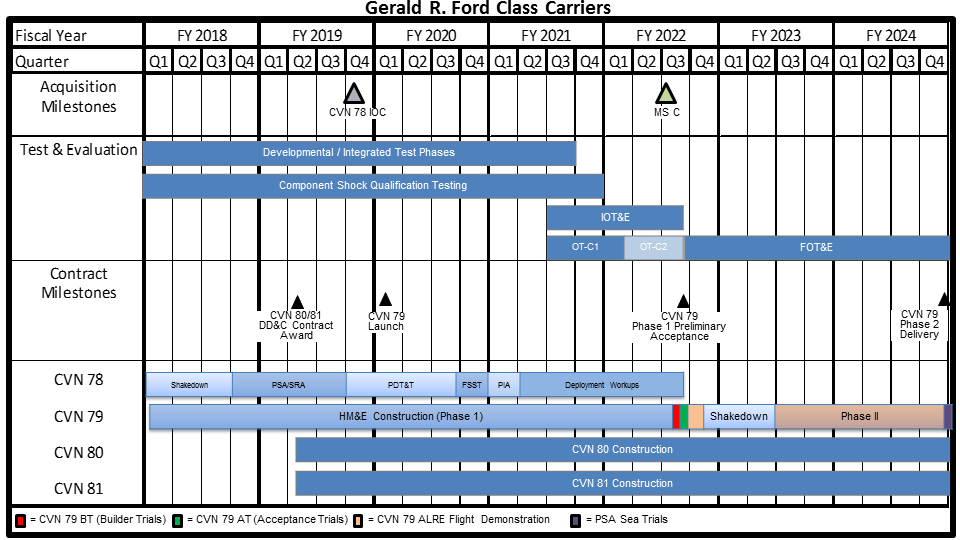 Gerald R. Ford Class Carriers
Fiscal Year FY 2018 FY 2019 FY 2020 FY 2021 FY 2022 FY 2023 FY 2024
Quarter Q1 Q2 Q3 Q4 Q1 Q2 Q3 Q4 Q1 Q2 Q3 Q4 Q1 Q2 Q3 Q4 Q1 Q2 Q3 Q4 Q1 Q2 Q3 Q4 Q1 Q2 Q3 Q4
Acquisition
Milestones
CVN 78 IOC
MS C
Test & Evaluation
Developmental / Integrated Test Phases
Component Shock Qualification Testing
IOT&E
OT-C1 OT-C2 FOT&E
Contract
Milestones
CVN 80/81
DD&C Contract
Award
CVN 79
Launch
CVN 79
Phase 1 Preliminary
Acceptance
CVN 79
Phase 2
Delivery
CVN 78 Shakedown PSA/SRA PDT&T FSST PIA Deployment Workups
CVN 79 HM&E Construction (Phase 1) Shakedown Phase II
CVN 80 CVN 80 Construction
CVN 81 CVN 81 Construction
= CVN 79 BT (Builder Trials) = CVN 79 AT (Acceptance Trials) = CVN 79 ALRE Flight Demonstration = PSA Sea Trials